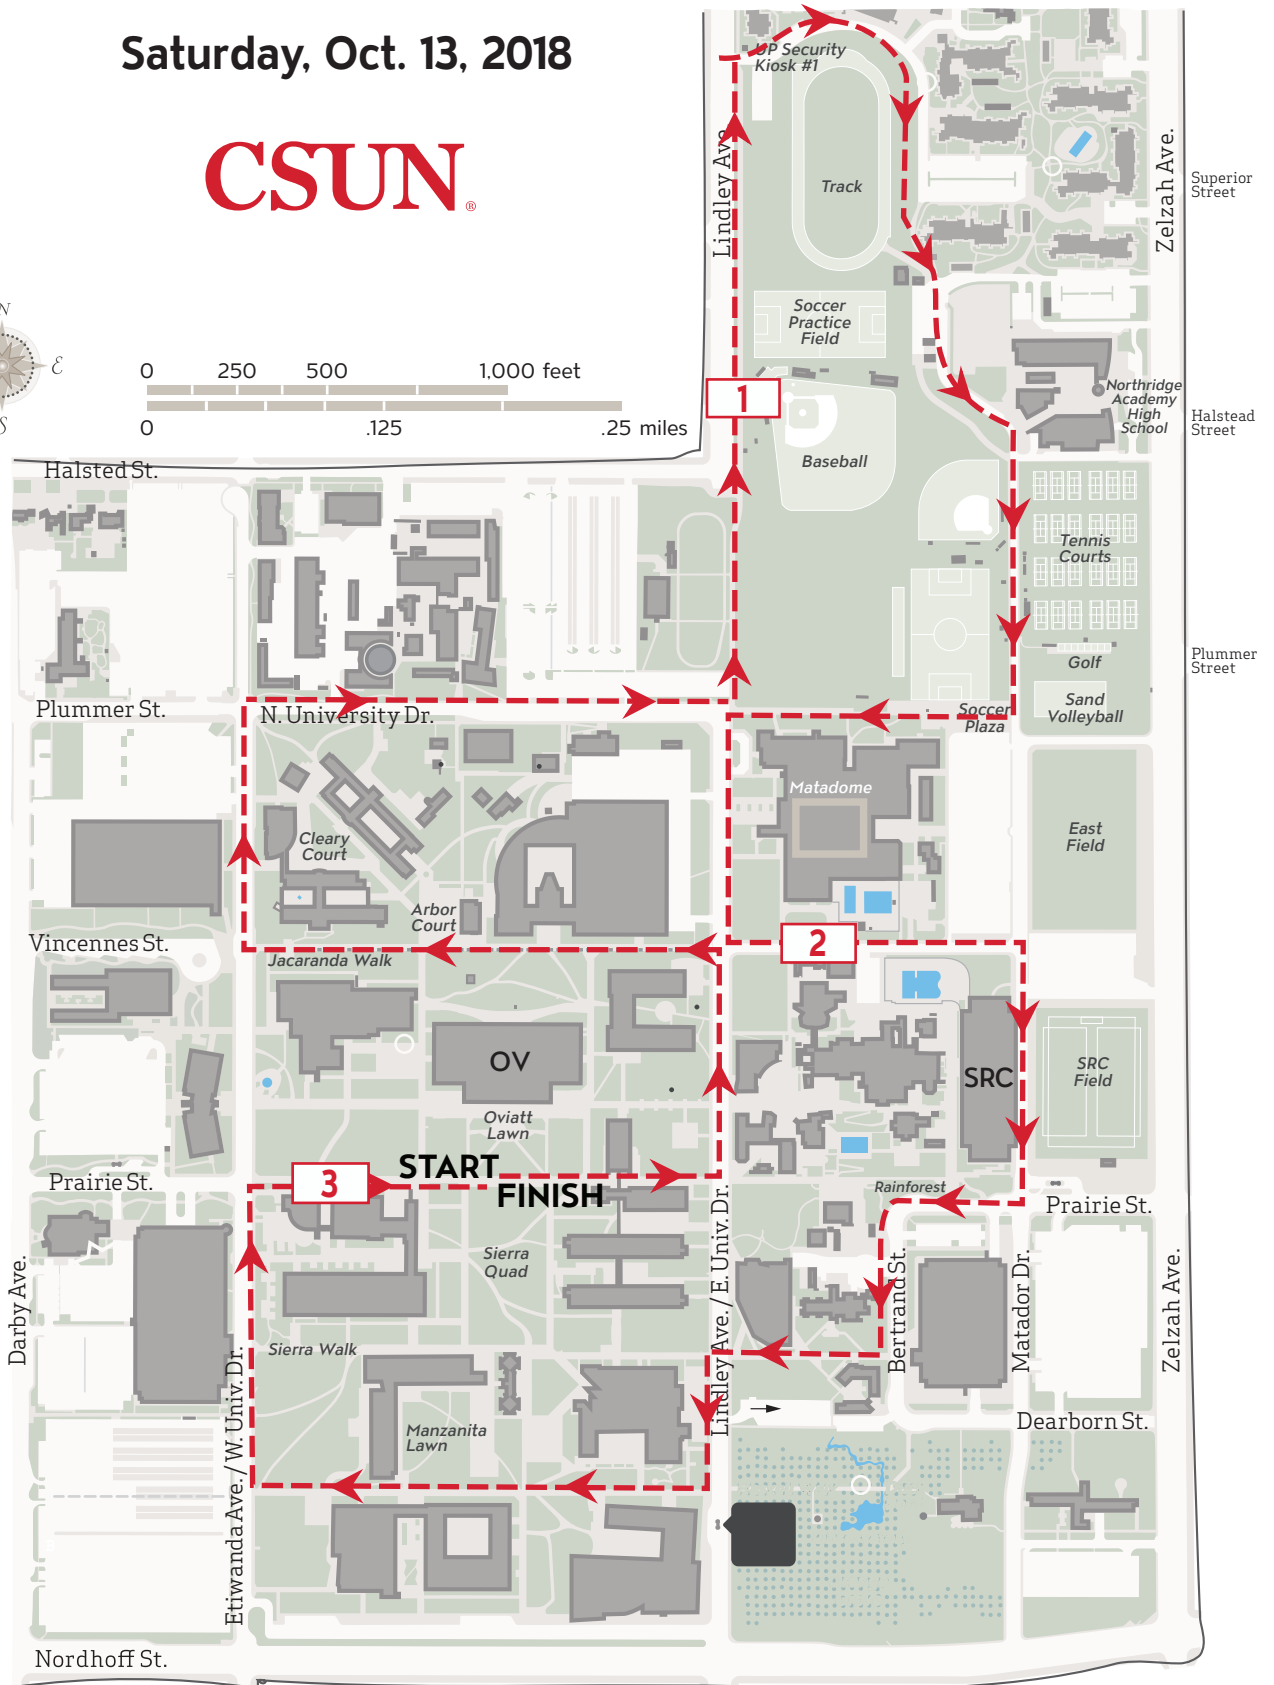 Saturday, Oct. 13, 2018
CSUN®
N
E
S
0 250 500 1,000 feet
0 .125 .25 miles
UP Security
Kiosk #1
Track
Lindley Ave.
Zelzah Ave.
Superior
Street
Soccer
Practice
Field
1
Northridge
Academy
High
School
Halstead
Street
Baseball
Halsted St.
Tennis
Courts
Golf
Plummer
Street
Sand
Volleyball
Soccer
Plaza
Plummer St.
N. University Dr.
Matadome
Cleary
Court
East
Field
Arbor
Court
Vincennes St.
2
Jacaranda Walk
OV
SRC
SRC
Field
Oviatt
Lawn
START
FINISH
3
Prairie St.
Rainforest
Prairie St.
Sierra
Quad
Darby Ave.
Etiwanda Ave. / W. Univ. Dr.
Lindley Ave. / E. Univ. Dr.
Bertrand St.
Matador Dr.
Zelzah Ave.
Sierra Walk
Manzanita
Lawn
Dearborn St.
Nordhoff St.